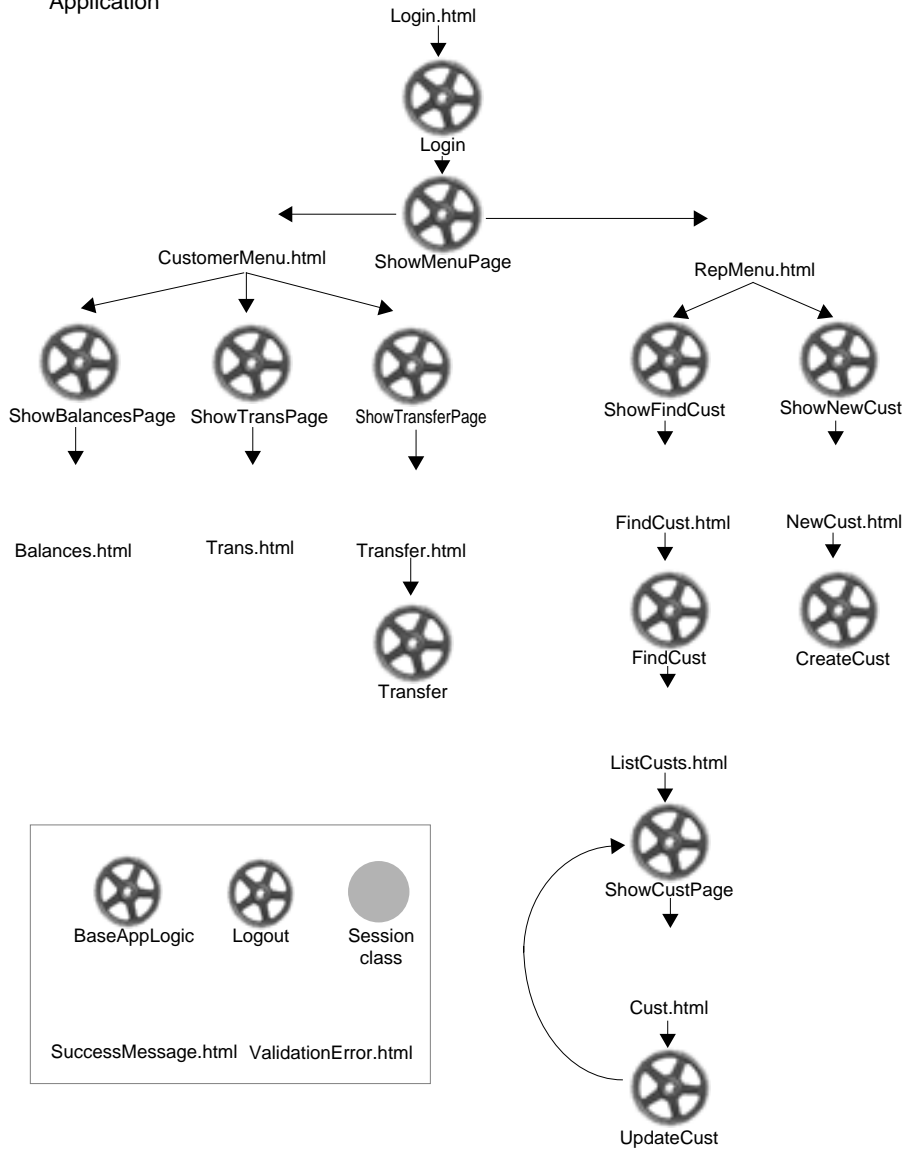 Application
Login.html
Login
ShowMenuPage
CustomerMenu.html
RepMenu.html
ShowBalancesPage
ShowTransPage
ShowTransferPage
ShowFindCust
ShowNewCust
Balances.html
Trans.html
Transfer.html
FindCust.html
NewCust.html
Transfer
FindCust
CreateCust
ListCusts.html
ShowCustPage
BaseAppLogic
Logout
Session
class
SuccessMessage.html
ValidationError.html
Cust.html
UpdateCust